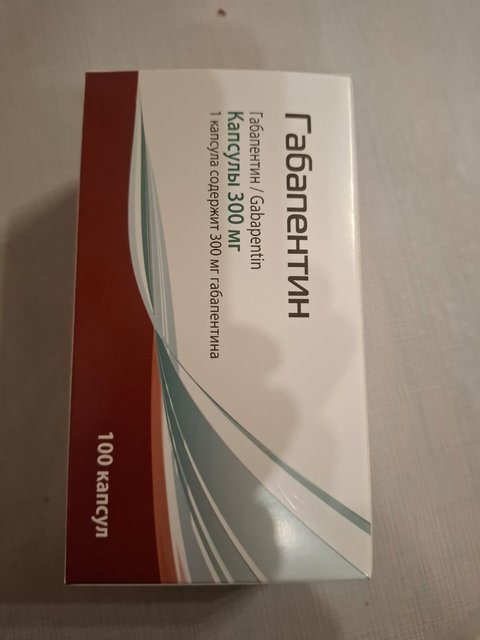 Габапентин
Габапентин / Gabapentin
Капсулы 300 мг
1 капсула содержит 300 мг габапентина
100 капсул